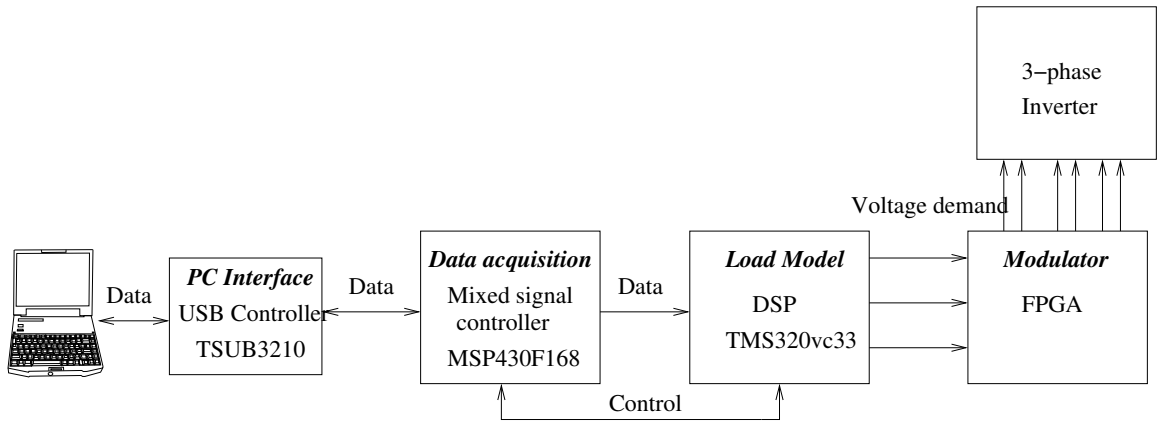 3−phase
Inverter
Voltage demand
Data
PC Interface
USB Controller
TSUB3210
Data
Data acquisition
Mixed signal
controller
MSP430F168
Data
Load Model
DSP
TMS320vc33
Modulator
FPGA
Control